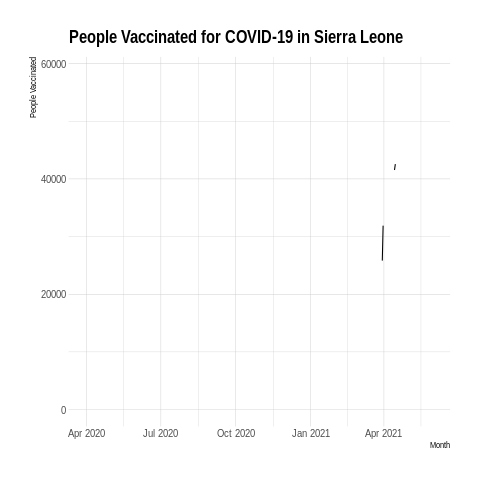 People Vaccinated for COVID-19 in Sierra Leone
People Vaccinated
60000
40000
20000
0
Apr 2020
Jul 2020
Oct 2020
Jan 2021
Apr 2021
Month